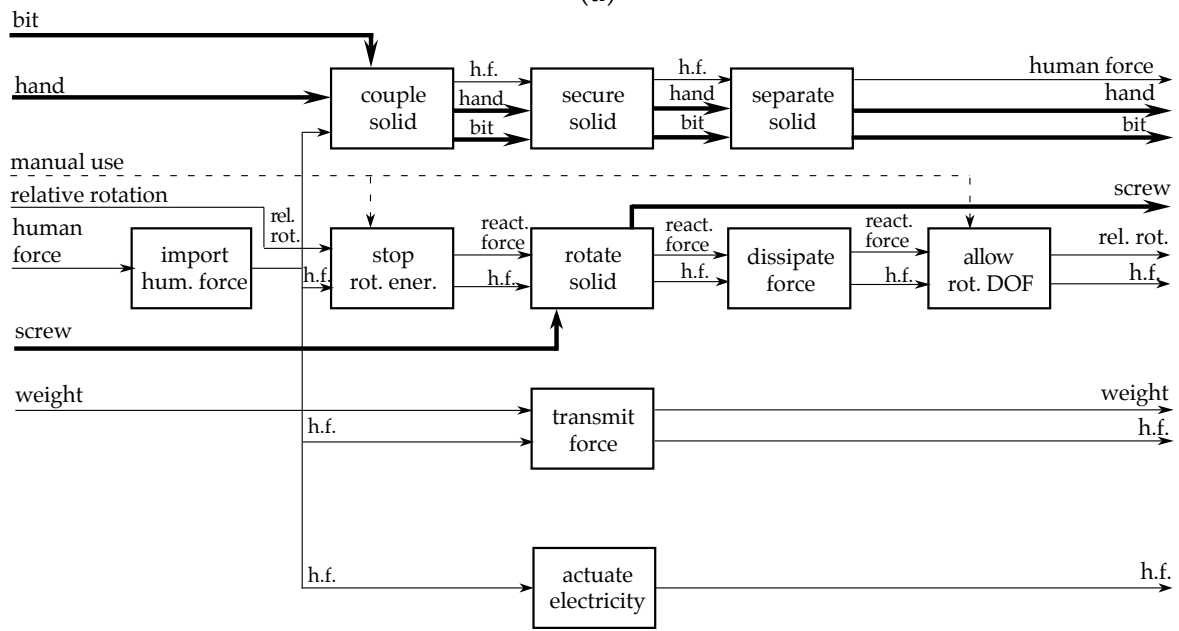 (a)
bit
hand
couple
solid
h.f.
hand
bit
secure
solid
h.f.
hand
bit
separate
solid
human force
hand
bit
manual use
relative rotation
human
force
import
hum. force
rel.
rot.
h.f.
stop
rot. ener.
react.
force
h.f.
rotate
solid
react.
force
h.f.
dissipate
force
react.
force
h.f.
allow
rot. DOF
screw
rel. rot.
h.f.
screw
weight
h.f.
transmit
force
weight
h.f.
h.f.
actuate
electricity
h.f.